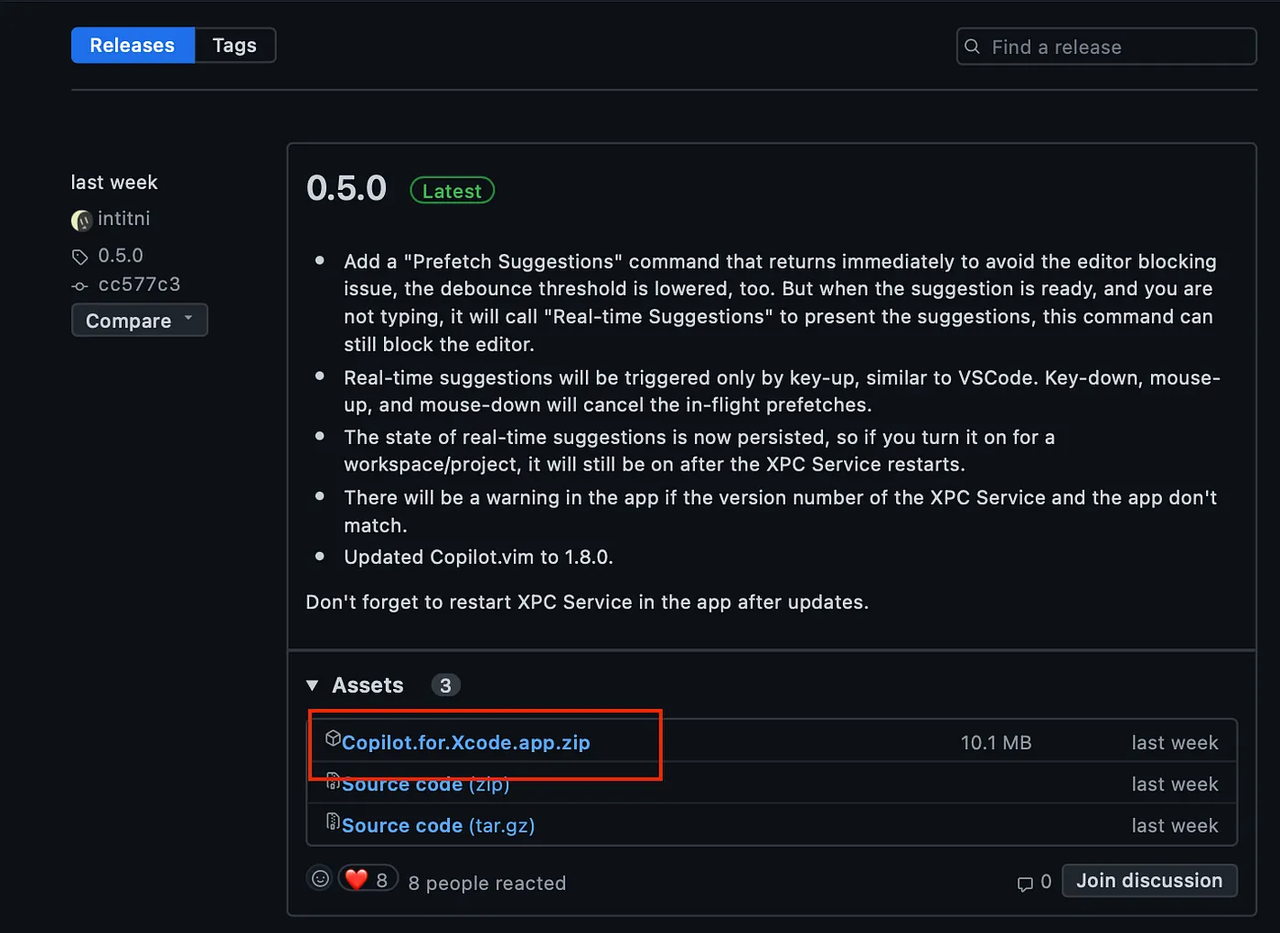 Releases
Tags
Find a release
last week
intitni
0.5.0
cc577c3
Compare
0.5.0
Latest
Add a "Prefetch Suggestions" command that returns immediately to avoid the editor blocking
issue, the debounce threshold is lowered, too. But when the suggestion is ready, and you are
not typing, it will call "Real-time Suggestions" to present the suggestions, this command can
still block the editor.
Real-time suggestions will be triggered only by key-up, similar to VSCode. Key-down, mouse-
up, and mouse-down will cancel the in-flight prefetches.
The state of real-time suggestions is now persisted, so if you turn it on for a
workspace/project, it will still be on after the XPC Service restarts.
There will be a warning in the app if the version number of the XPC Service and the app don't
match.
Updated Copilot.vim to 1.8.0.
Don't forget to restart XPC Service in the app after updates.
Assets 3
Copilot.for.Xcode.app.zip 10.1 MB last week
Source code (zip) last week
Source code (tar.gz) last week
8 8 people reacted
0 Join discussion